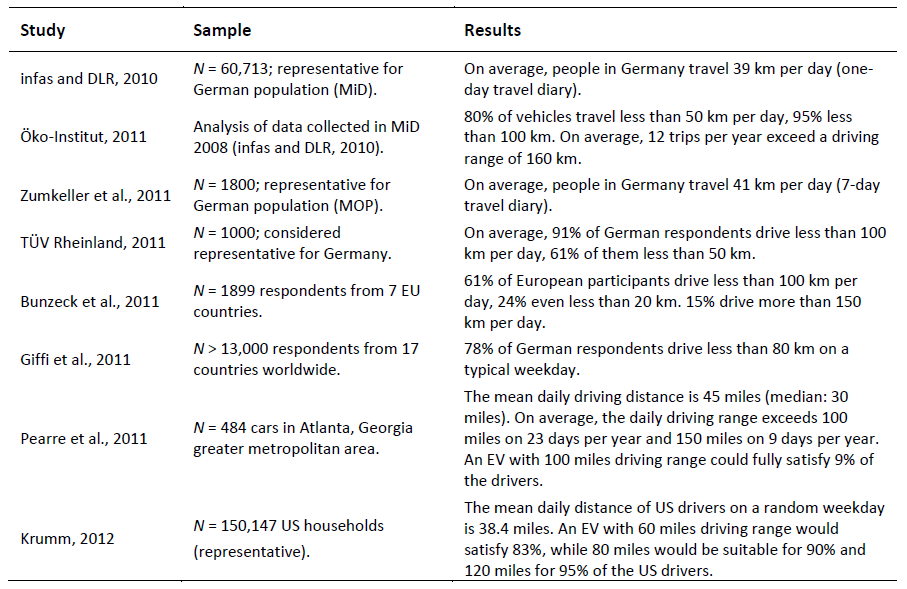 Study Sample Results
infas and DLR, 2010
N = 60,713; representative for
German population (MiD).
On average, people in Germany travel 39 km per day (one-
day travel diary).
Öko-Institut, 2011
Analysis of data collected in MiD
2008 (infas and DLR, 2010).
80% of vehicles travel less than 50 km per day, 95% less
than 100 km. On average, 12 trips per year exceed a driving
range of 160 km.
Zumkeller et al., 2011
N = 1800; representative for
German population (MOP).
On average, people in Germany travel 41 km per day (7-day
travel diary).
TÜV Rheinland, 2011
N = 1000; considered
representative for Germany.
On average, 91% of German respondents drive less than 100
km per day, 61% of them less than 50 km.
Bunzeck et al., 2011
N = 1899 respondents from 7 EU
countries.
61% of European participants drive less than 100 km per
day, 24% even less than 20 km. 15% drive more than 150
km per day.
Giffi et al., 2011
N > 13,000 respondents from 17
countries worldwide.
78% of German respondents drive less than 80 km on a
typical weekday.
Pearre et al., 2011
N = 484 cars in Atlanta, Georgia
greater metropolitan area.
The mean daily driving distance is 45 miles (median: 30
miles). On average, the daily driving range exceeds 100
miles on 23 days per year and 150 miles on 9 days per year.
An EV with 100 miles driving range could fully satisfy 9% of
the drivers.
Krumm, 2012
N = 150,147 US households
(representative).
The mean daily distance of US drivers on a random weekday
is 38.4 miles. An EV with 60 miles driving range would
satisfy 83%, while 80 miles would be suitable for 90% and
120 miles for 95% of the US drivers.